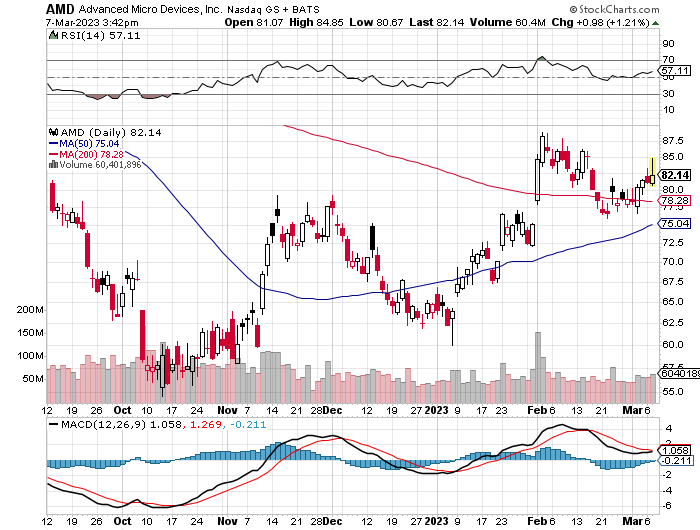 AMD Advanced Micro Devices, Inc. Nasdaq GS + BATS © StockCharts.com
7-Mar-2023 3:42pm Open 81.07 High 84.85 Low 80.67 Last 82.14 Volume 60.4M Chg +0.98 (+1.21%)
RSI(14) 57.11
90
70
57.11
50
30
10
AMD (Daily) 82.14
MA(50) 75.04
MA(200) 78.28
Volume 60,401,896
87.5
85.0
82.14
80.0
78.28
77.5
75.04
72.5
70.0
67.5
65.0
62.5
60.0
57.5
55.0
200M
150M
100M
50M
6040189
12 19 26 Oct 10 17 24 Nov 7 14 21 28 Dec 12 19 27 2023 9 17 23 Feb 6 13 21 Mar 6
MACD(12,26,9) 1.058, 1.269, -0.211
4
2
1.058
-0.211
-2
-4
-6
12 19 26 Oct 10 17 24 Nov 7 14 21 28 Dec 12 19 27 2023 9 17 23 Feb 6 13 21 Mar 6